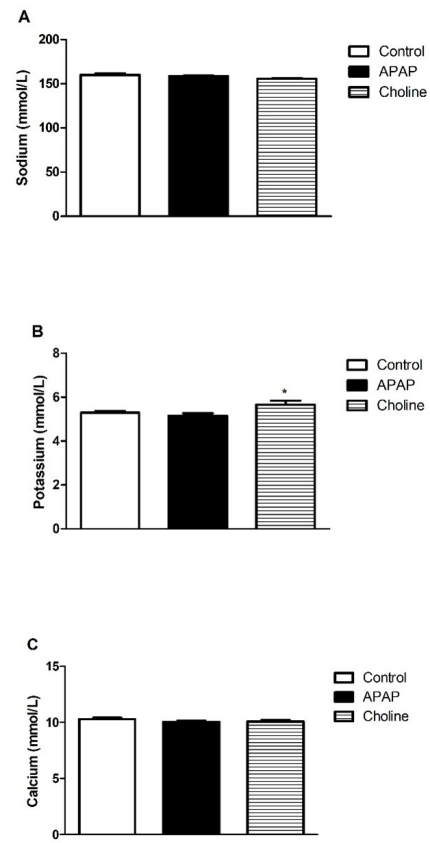 A
Sodium (mmol/L)
200
150
100
50
0
Control
APAP
Choline
B
Potassium (mmol/L)
8
6
4
2
0
*
Control
APAP
Choline
C
Calcium (mmol/L)
15
10
5
0
Control
APAP
Choline